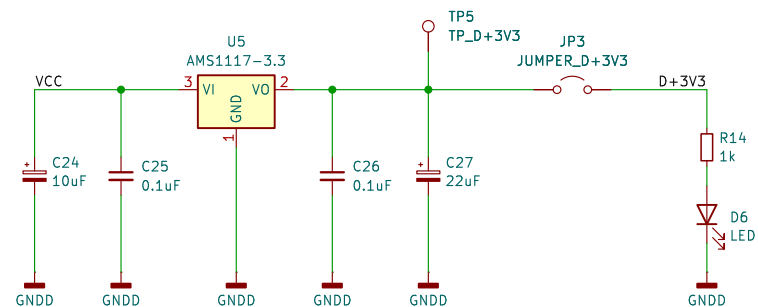 TP5
TP_D+3V3
U5
AMS1117-3.3
JP3
JUMPER_D+3V3
VCC
3
VI
VO
2
D+3V3
GND
1
R14
1k
+
C24
10uF
C25
0.1uF
C26
0.1uF
+
C27
22uF
D6
LED
GNDD
GNDD
GNDD
GNDD
GNDD
GNDD